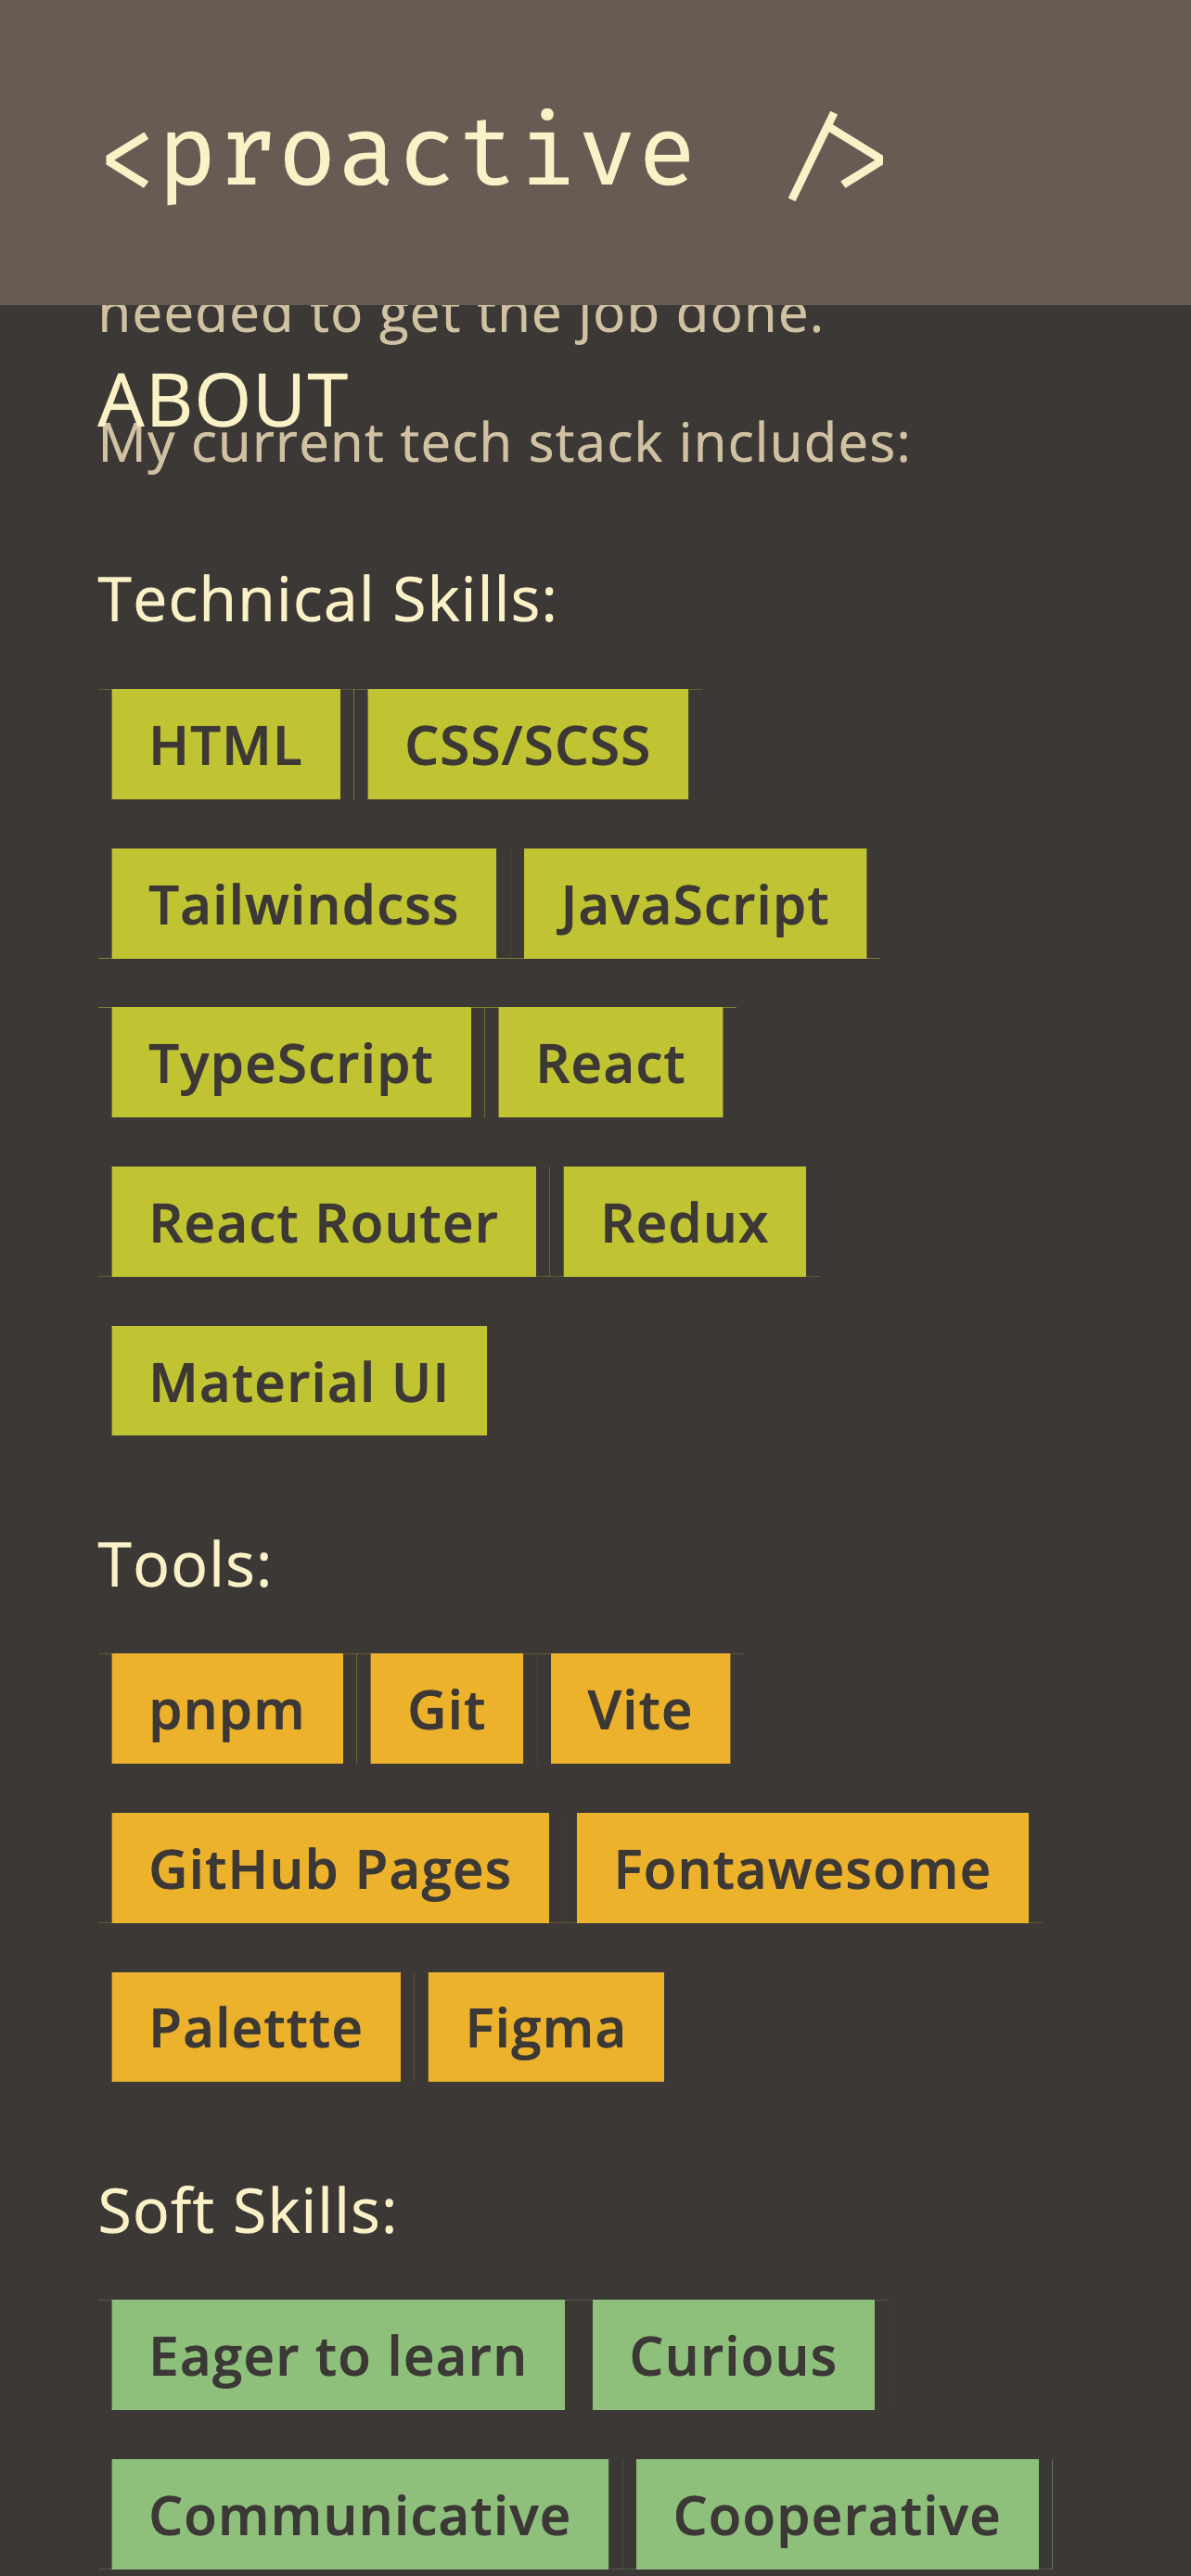 <proactive />
needed to get the job done.
ABOUT
My current tech stack includes:
Technical Skills:
HTML CSS/SCSS
Tailwindcss JavaScript
TypeScript React
React Router Redux
Material UI
Tools:
pnpm Git Vite
GitHub Pages Fontawesome
Palettte Figma
Soft Skills:
Eager to learn Curious
Communicative Cooperative